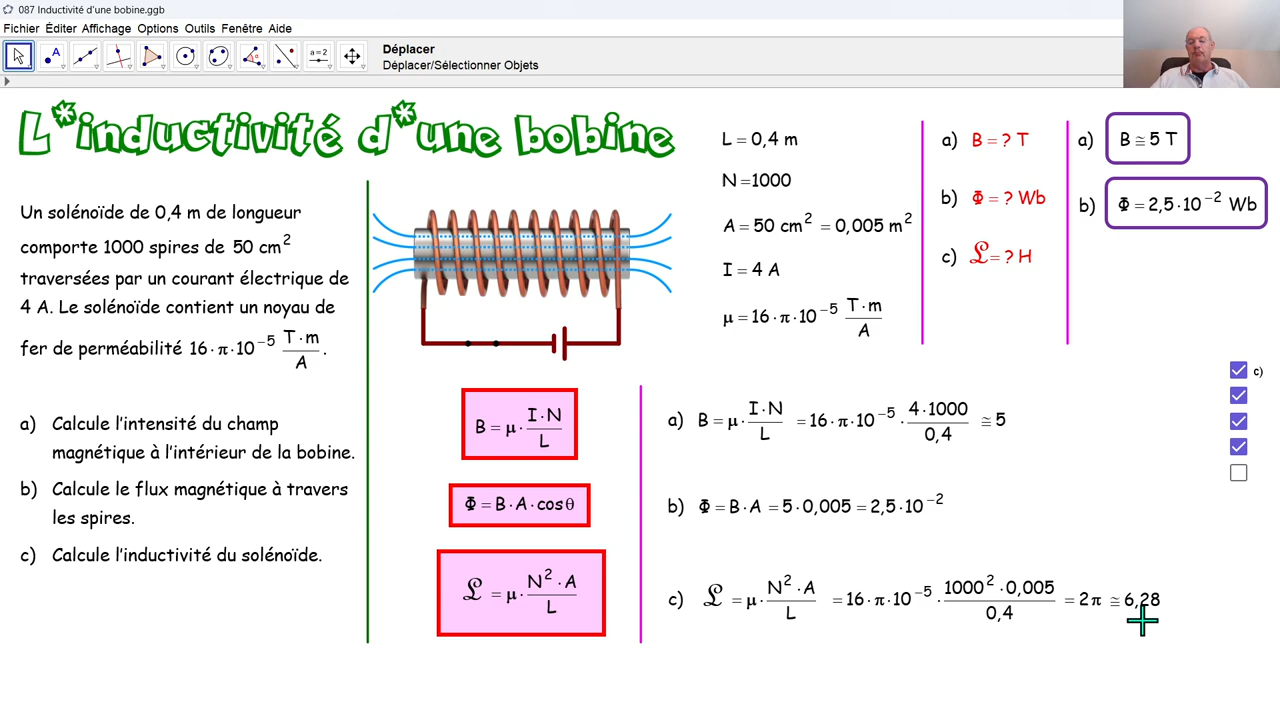 087 Inductivité d'une bobine.ggb
Fichier Éditer Affichage Options Outils Fenêtre Aide
A
a=2
Déplacer
Déplacer/Sélectionner Objets
L*inductivité d*une bobine
Un solénoïde de 0,4 m de longueur
comporte 1000 spires de 50 cm²
traversées par un courant électrique de
4 A. Le solénoïde contient un noyau de
fer de perméabilité 16·π·10⁻⁵ T·m/A.
a) Calcule l'intensité du champ
magnétique à l'intérieur de la bobine.
b) Calcule le flux magnétique à travers
les spires.
c) Calcule l'inductivité du solénoïde.
B = μ · I·N/L
Φ = B·A·cosθ
ℒ = μ · N²·A/L
L = 0,4 m
N =1000
A = 50 cm² = 0,005 m²
I = 4 A
μ = 16·π·10⁻⁵ T·m/A
a) B = ? T
b) Φ = ? Wb
c) ℒ = ? H
a) B ≅ 5 T
b) Φ = 2,5·10⁻² Wb
c)
a) B = μ · I·N/L = 16·π·10⁻⁵ · 4·1000/0,4 ≅ 5
b) Φ = B·A = 5·0,005 = 2,5·10⁻²
c) ℒ = μ · N²·A/L = 16·π·10⁻⁵ · 1000²·0,005/0,4 = 2π ≅ 6,28